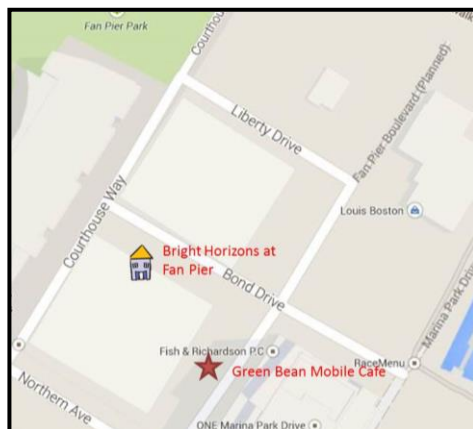 Fan Pier Park
Courthouse
Liberty Drive
Fan Pier Boulevard (Planned)
Louis Boston
Courthouse Way
Bright Horizons at
Fan Pier
Bond Drive
Marina Park Drive
Fish & Richardson P.C
RaceMenu
Green Bean Mobile Cafe
Northern Ave
ONE Marina Park Drive